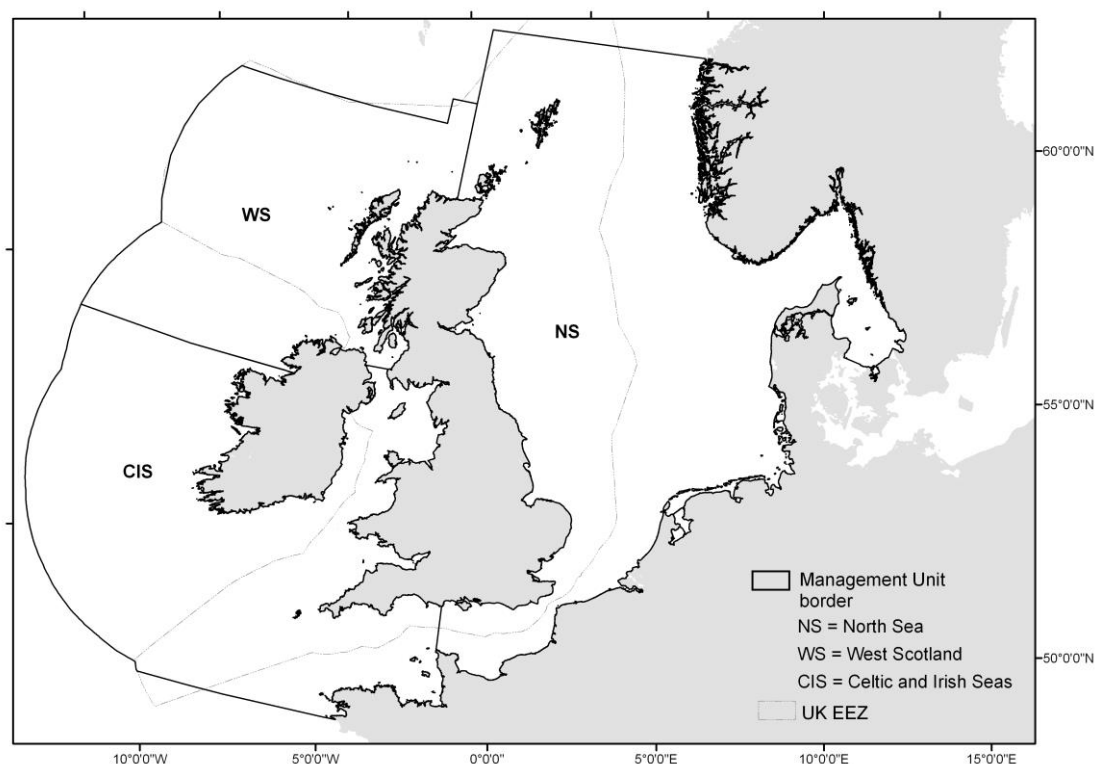 60°0'0"N
WS
NS
55°0'0"N
CIS
Management Unit
border
NS = North Sea
WS = West Scotland
CIS = Celtic and Irish Seas
50°0'0"N
UK EEZ
10°0'0"W 5°0'0"W 0°0'0" 5°0'0"E 10°0'0"E 15°0'0"E